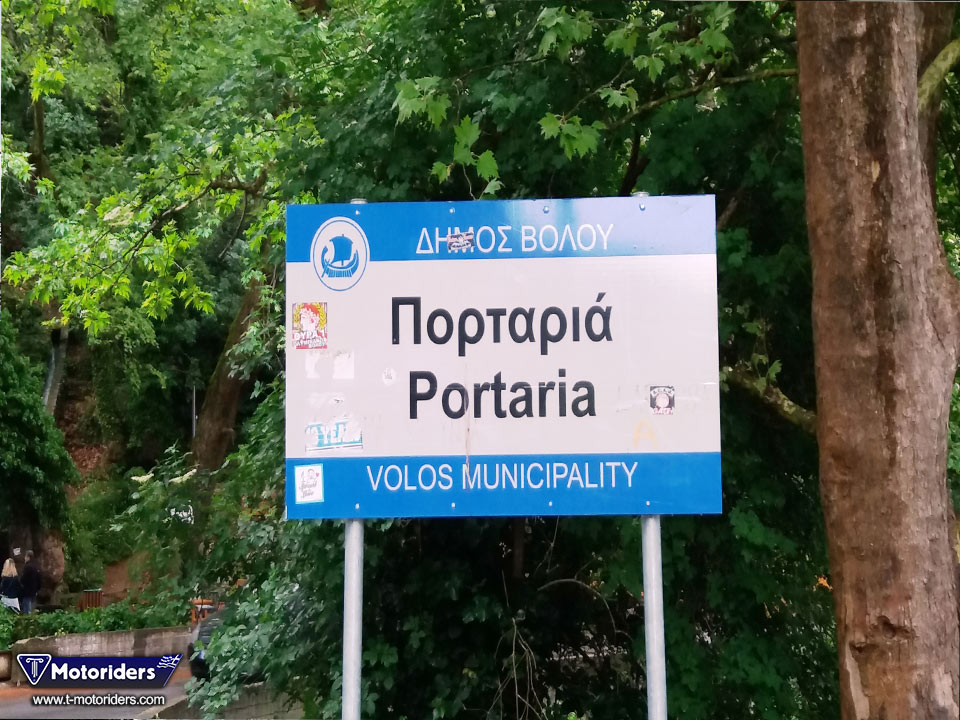 ΔΗΜΟΣ ΒΟΛΟΥ
Πορταριά
Portaria
VOLOS MUNICIPALITY
T Motoriders
www.t-motoriders.com